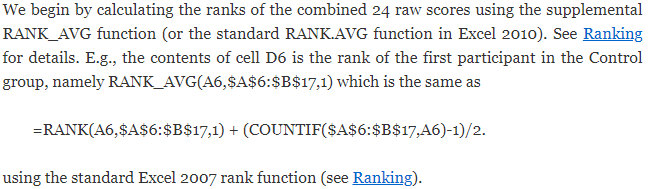 We begin by calculating the ranks of the combined 24 raw scores using the supplemental
RANK_AVG function (or the standard RANK.AVG function in Excel 2010). See Ranking
for details. E.g., the contents of cell D6 is the rank of the first participant in the Control
group, namely RANK_AVG(A6,$A$6:$B$17,1) which is the same as
=RANK(A6,$A$6:$B$17,1) + (COUNTIF($A$6:$B$17,A6)-1)/2.
using the standard Excel 2007 rank function (see Ranking).